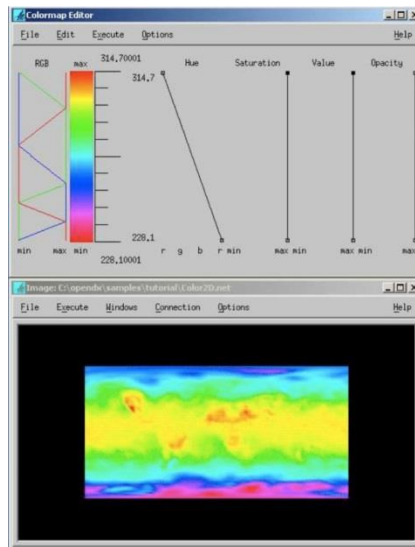 Colormap Editor
File Edit Execute Options Help
RGB max 314,70001 Hue Saturation Value Opacity
314.7
228.1
min max min r g b r min max min max min max
228,10001
Image: C:\opendx\samples\tutorial\Color2D.net
File Execute Windows Connection Options Help